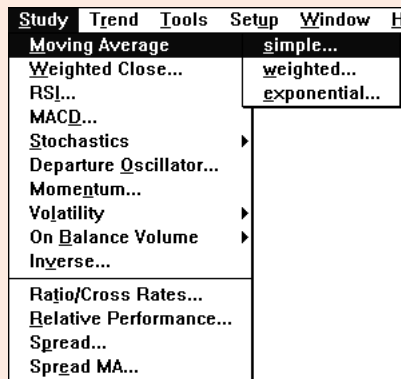 Study Trend Tools Setup Window H
Moving Average
simple...
Weighted Close...
weighted...
RSI...
exponential...
MACD...
Stochastics
Departure Oscillator...
Momentum...
Volatility
On Balance Volume
Inverse...
Ratio/Cross Rates...
Relative Performance...
Spread...
Spread MA...